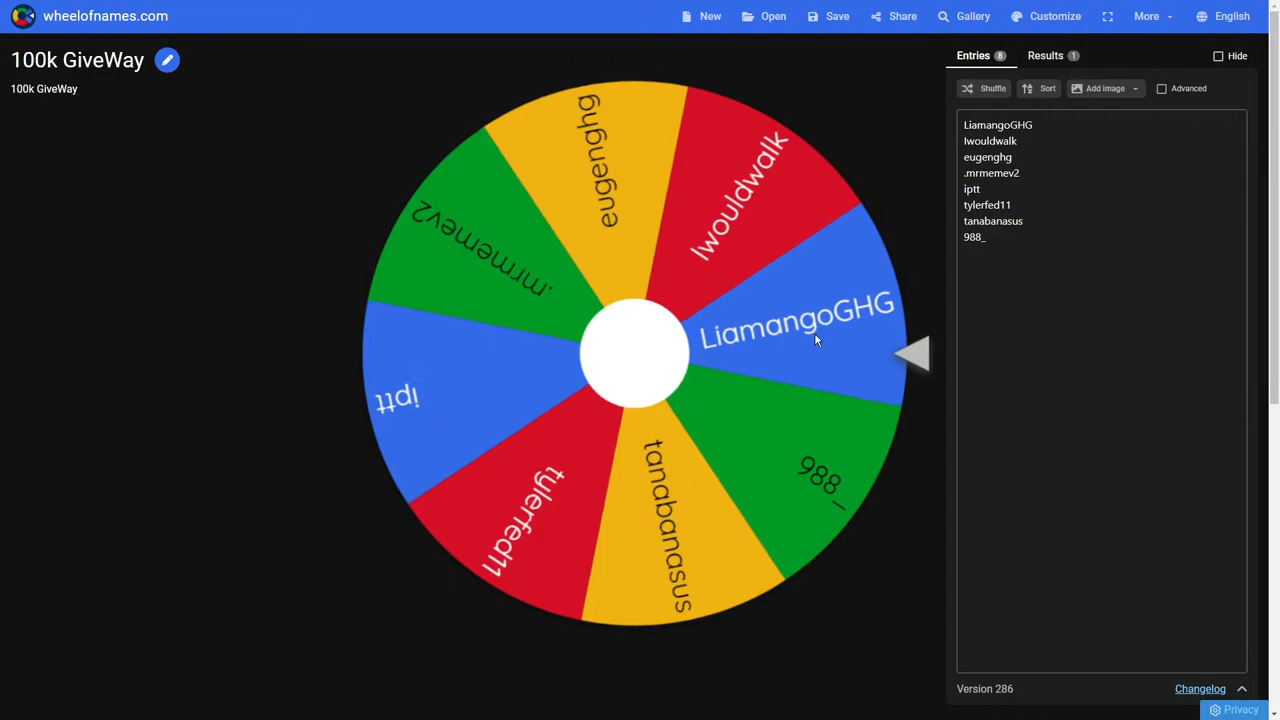 wheelofnames.com
New
Open
Save
Share
Gallery
Customize
More
English
100k GiveWay
100k GiveWay
Entries 8
Results 1
Hide
Shuffle
Sort
Add image
Advanced
LiamangoGHG
Iwouldwalk
eugenghg
.mrmemev2
iptt
tylerfed11
tanabanasus
988_
eugenghg
Iwouldwalk
.mrmemev2
LiamangoGHG
iptt
988_
tylerfed11
tanabanasus
Version 286
Changelog
Privacy